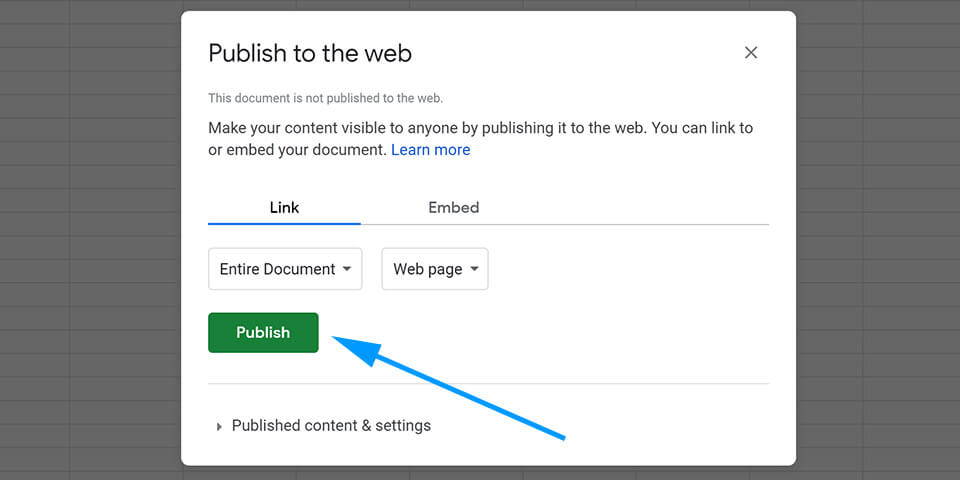 Publish to the web
This document is not published to the web.
Make your content visible to anyone by publishing it to the web. You can link to
or embed your document. Learn more
Link Embed
Entire Document Web page
Publish
Published content & settings